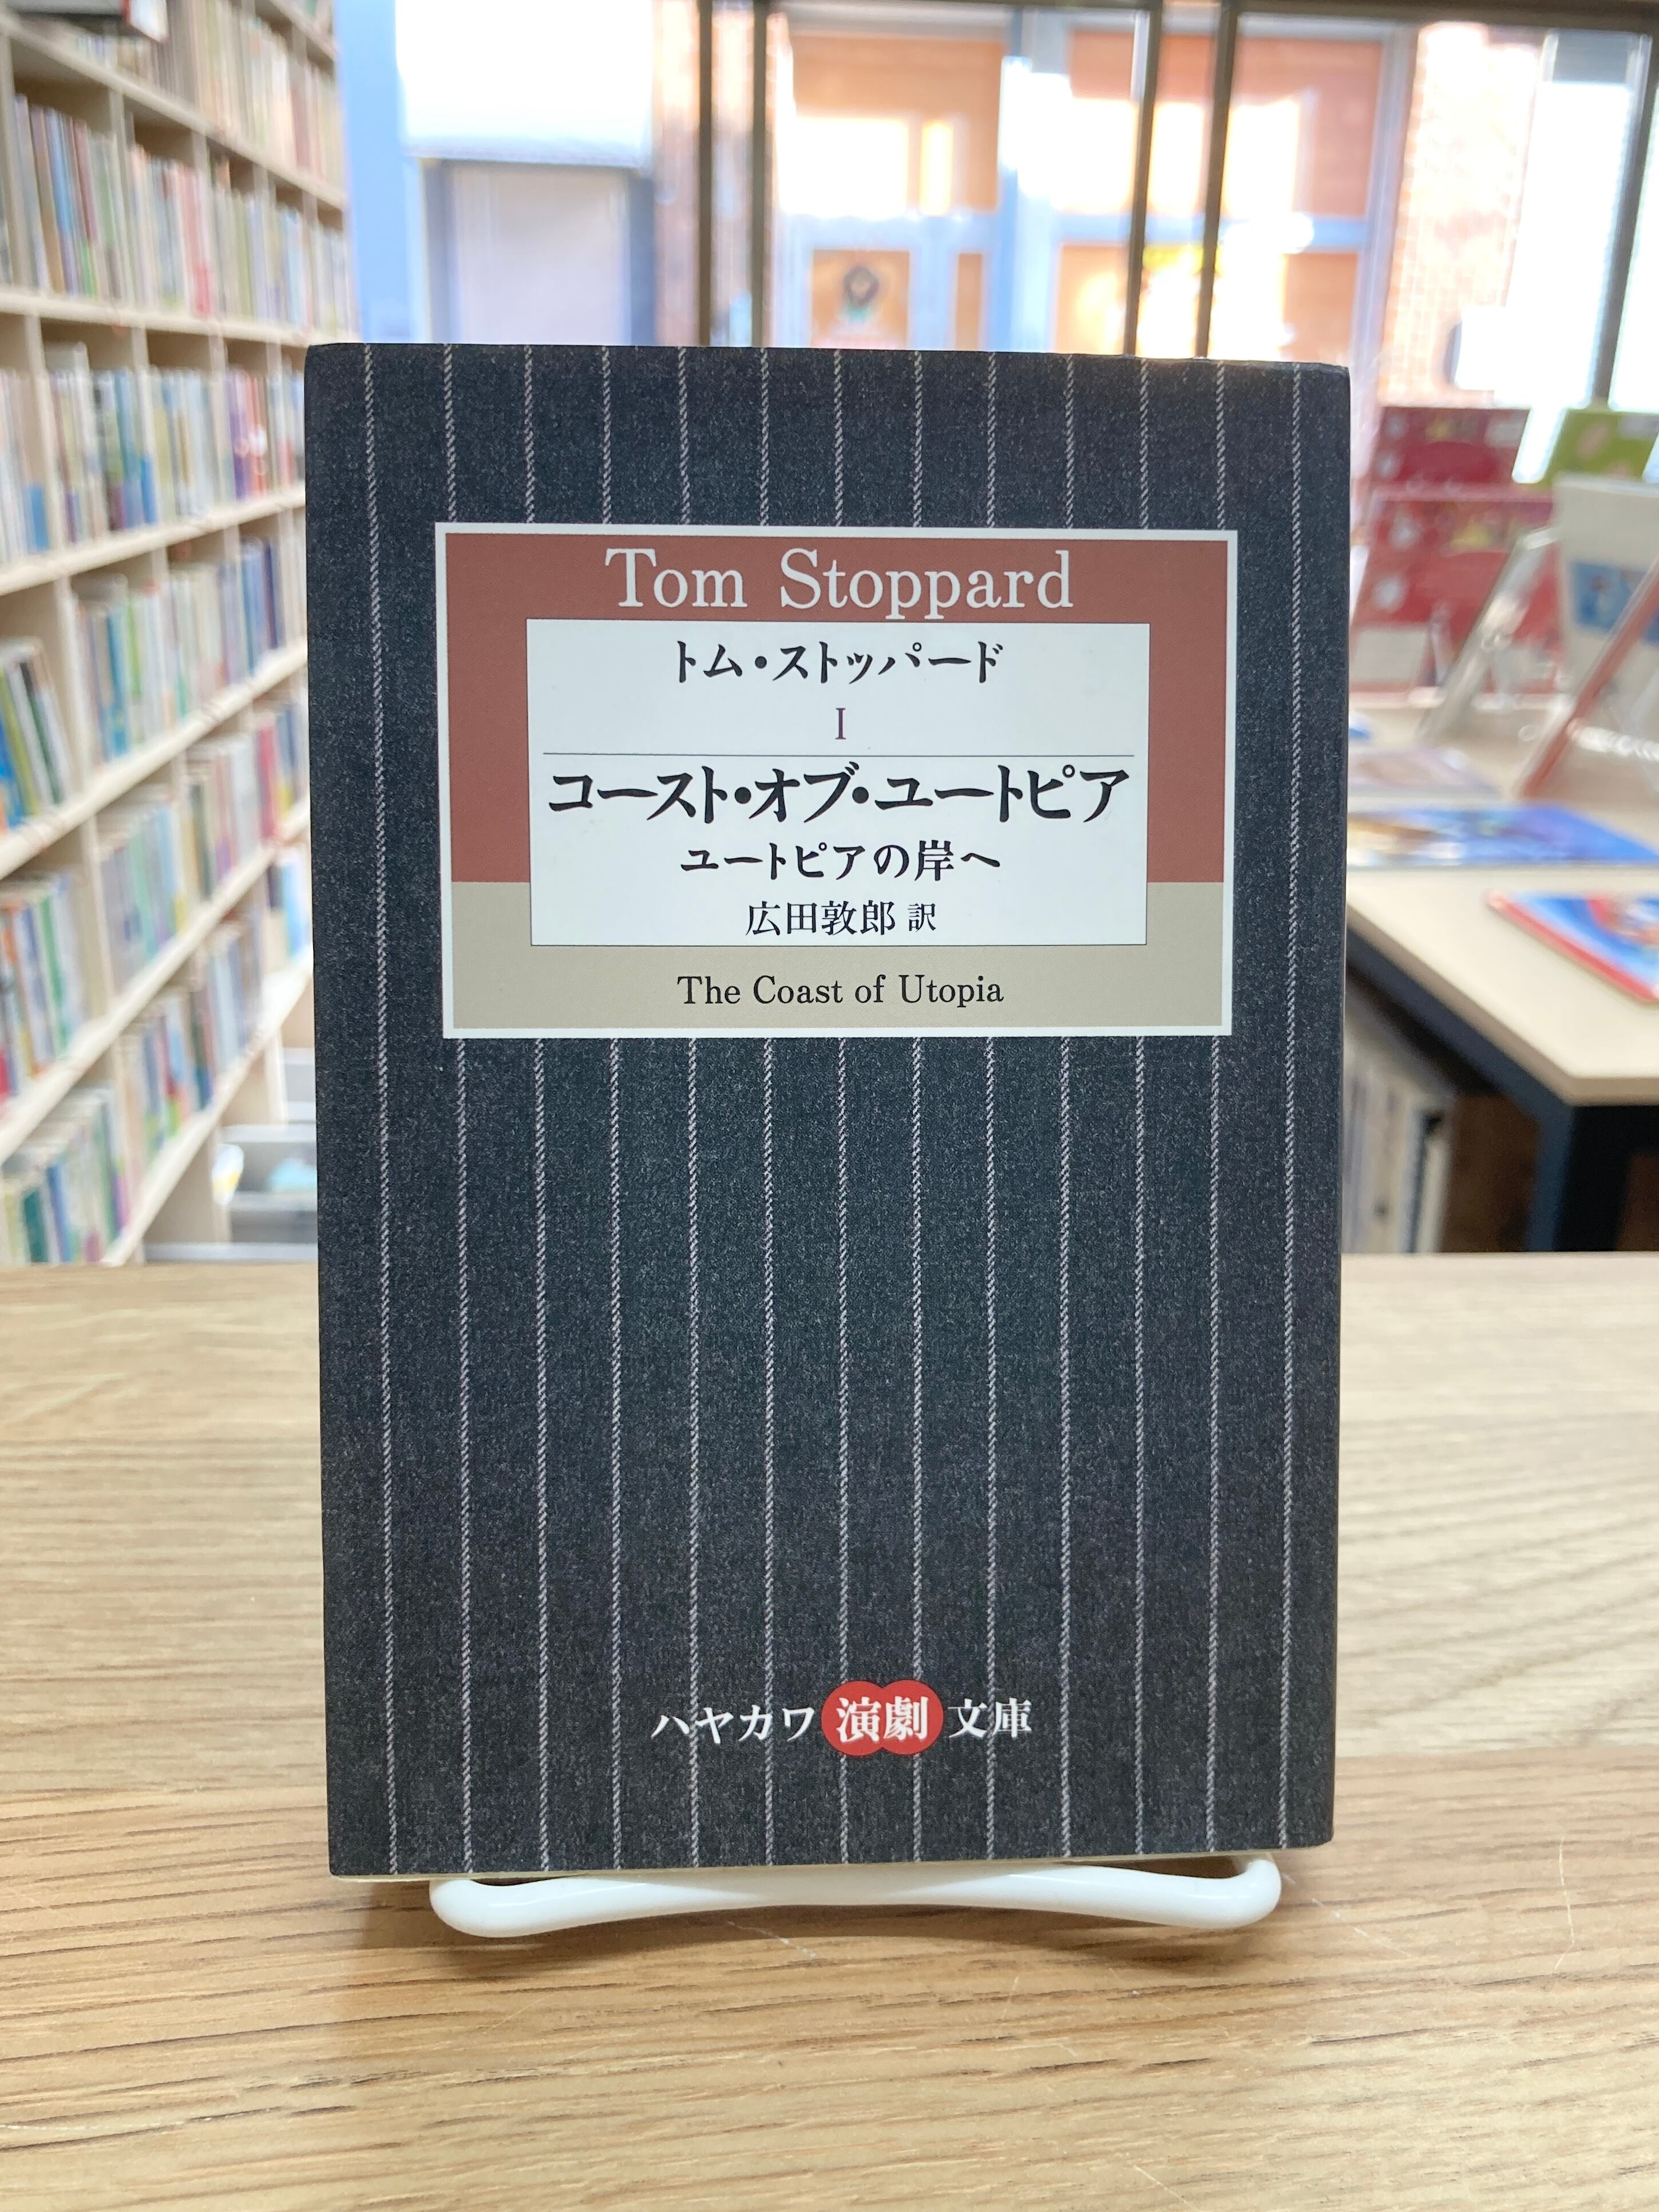 Tom Stoppard
トム・ストッパード
I
コースト・オブ・ユートピア
ユートピアの岸へ
広田敦郎 訳
The Coast of Utopia
ハヤカワ演劇文庫